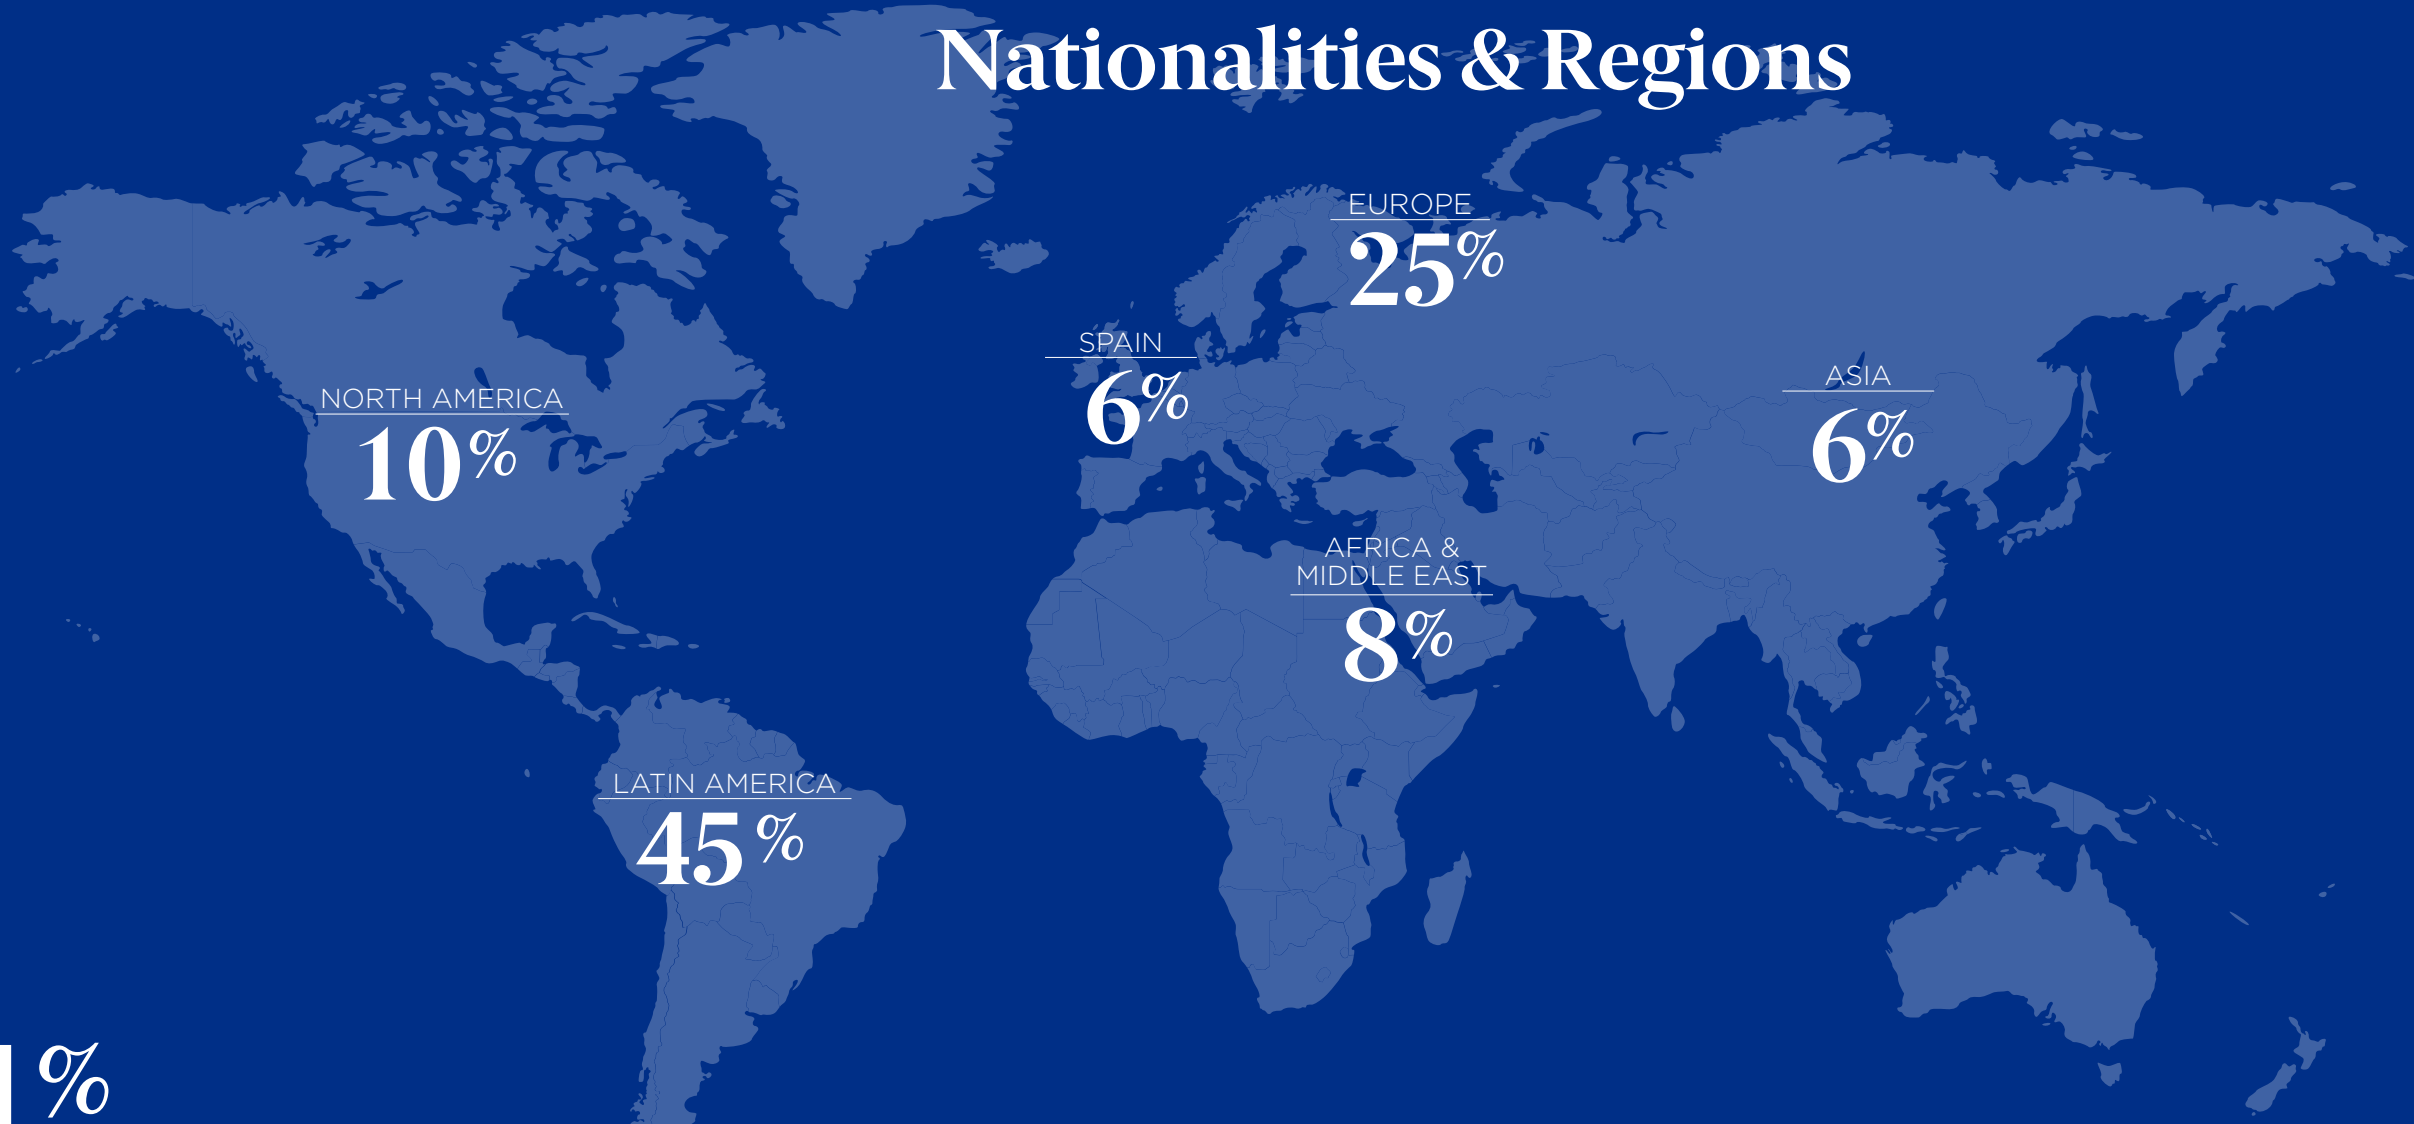 Nationalities & Regions
EUROPE
25%
SPAIN
6%
ASIA
6%
NORTH AMERICA
10%
AFRICA &
MIDDLE EAST
8%
LATIN AMERICA
45%
%